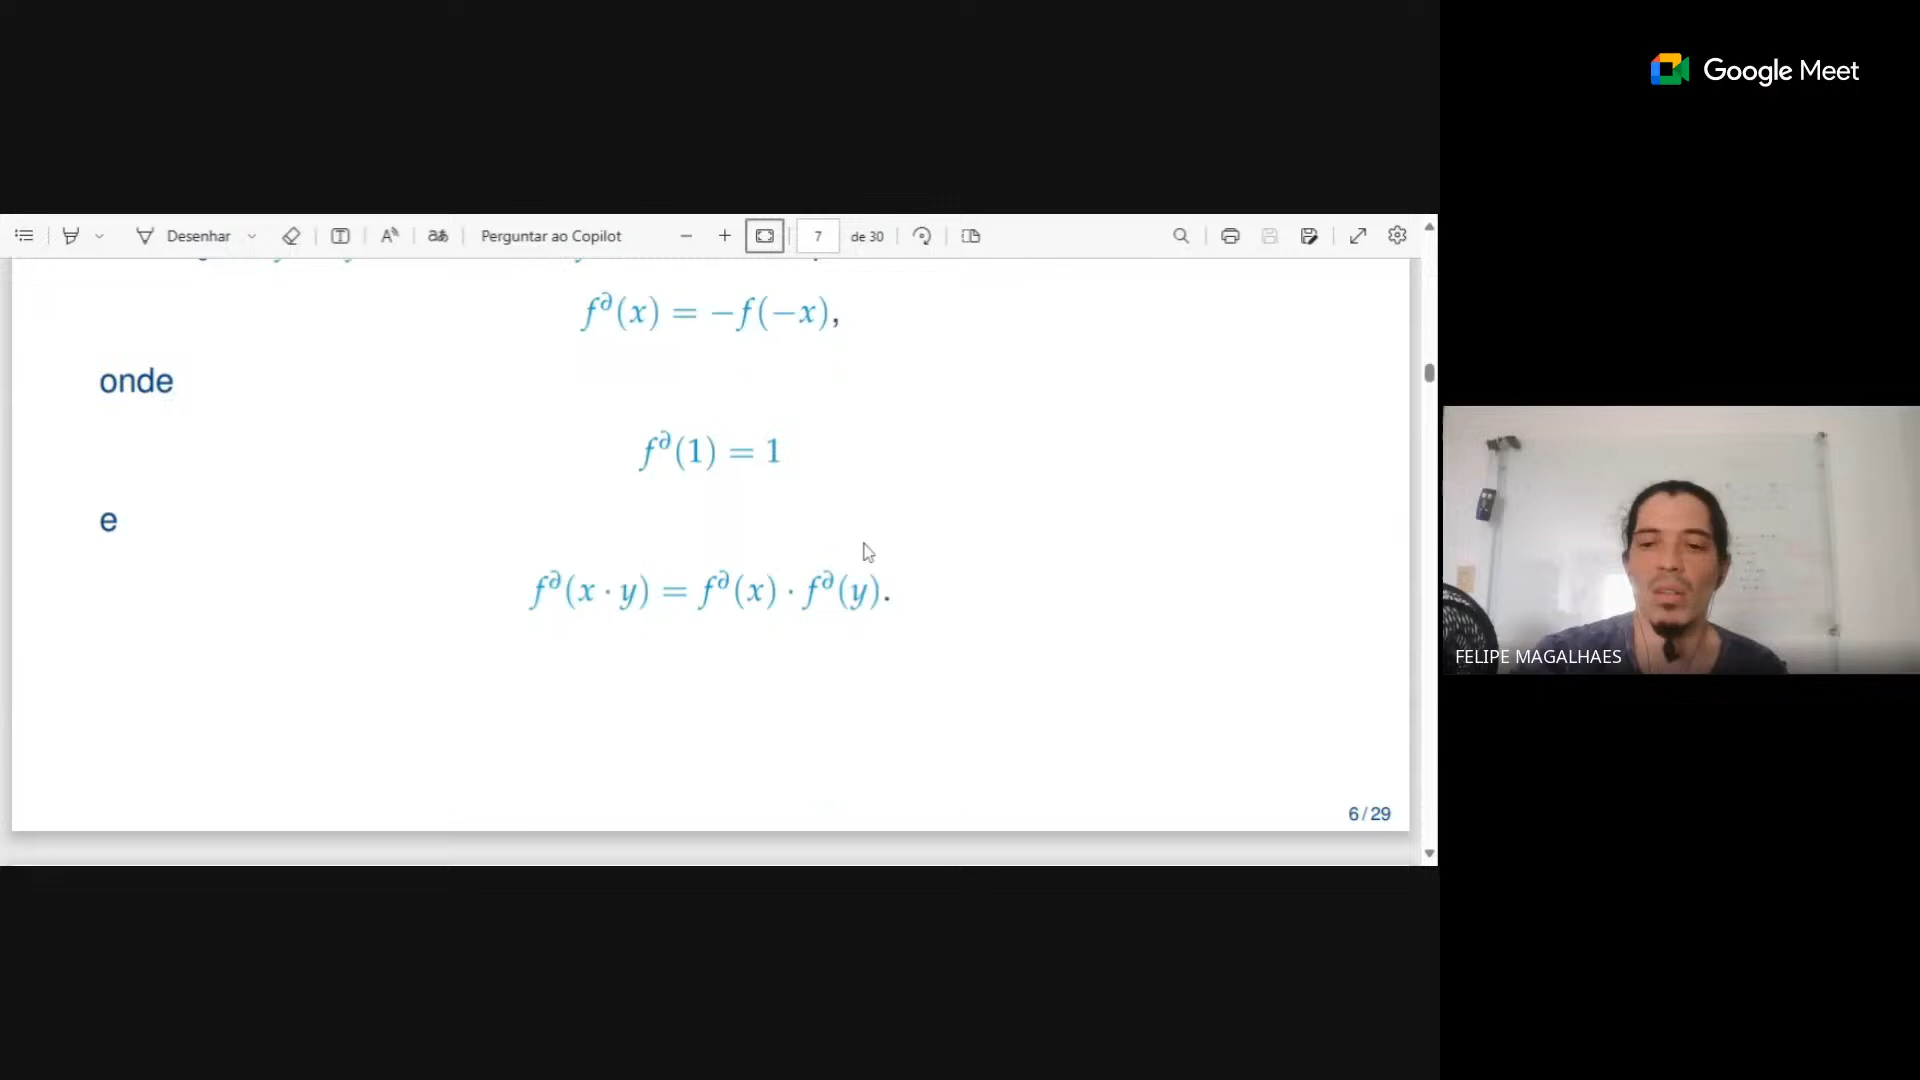 Google Meet
Desenhar
Perguntar ao Copilot
7 de 30
f^∂(x) = −f(−x),
onde
f^∂(1) = 1
e
f^∂(x · y) = f^∂(x) · f^∂(y).
6/29
FELIPE MAGALHAES